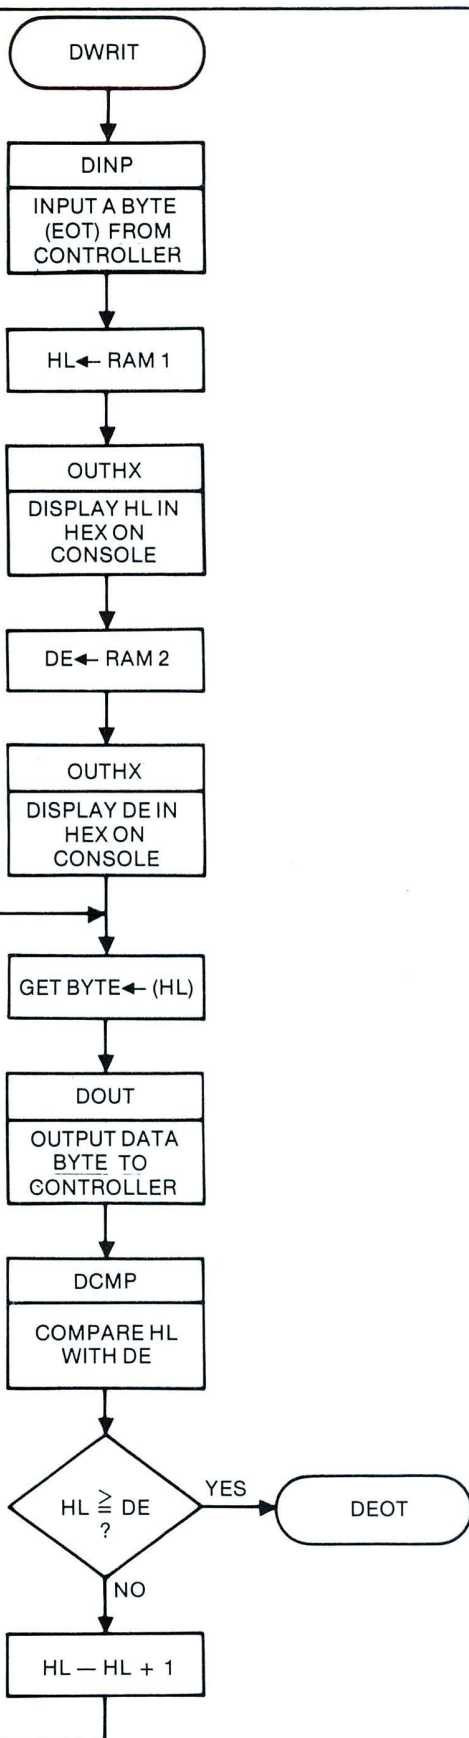 DWRIT
DINP
INPUT A BYTE
(EOT) FROM
CONTROLLER
HL← RAM 1
OUTHX
DISPLAY HL IN
HEX ON
CONSOLE
DE← RAM 2
OUTHX
DISPLAY DE IN
HEX ON
CONSOLE
GET BYTE← (HL)
DOUT
OUTPUT DATA
BYTE TO
CONTROLLER
DCMP
COMPARE HL
WITH DE
HL ≧ DE
?
YES
DEOT
NO
HL — HL + 1